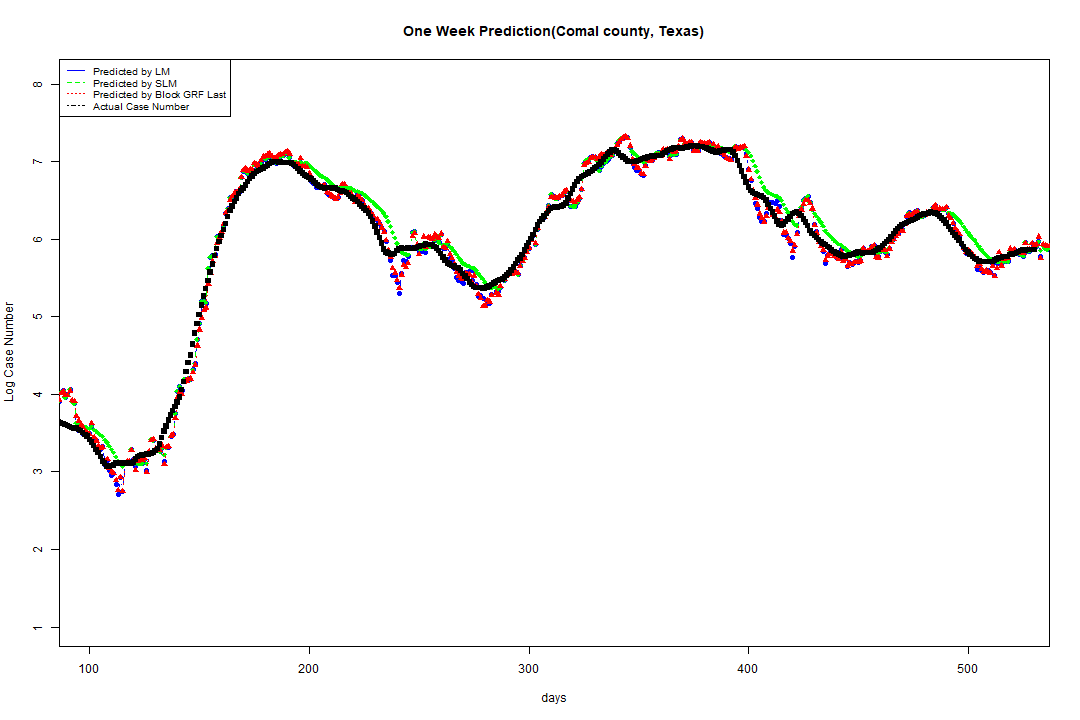 One Week Prediction(Comal county, Texas)
Predicted by LM
Predicted by SLM
Predicted by Block GRF Last
Actual Case Number
8
7
6
5
4
3
2
1
Log Case Number
100 200 300 400 500
days